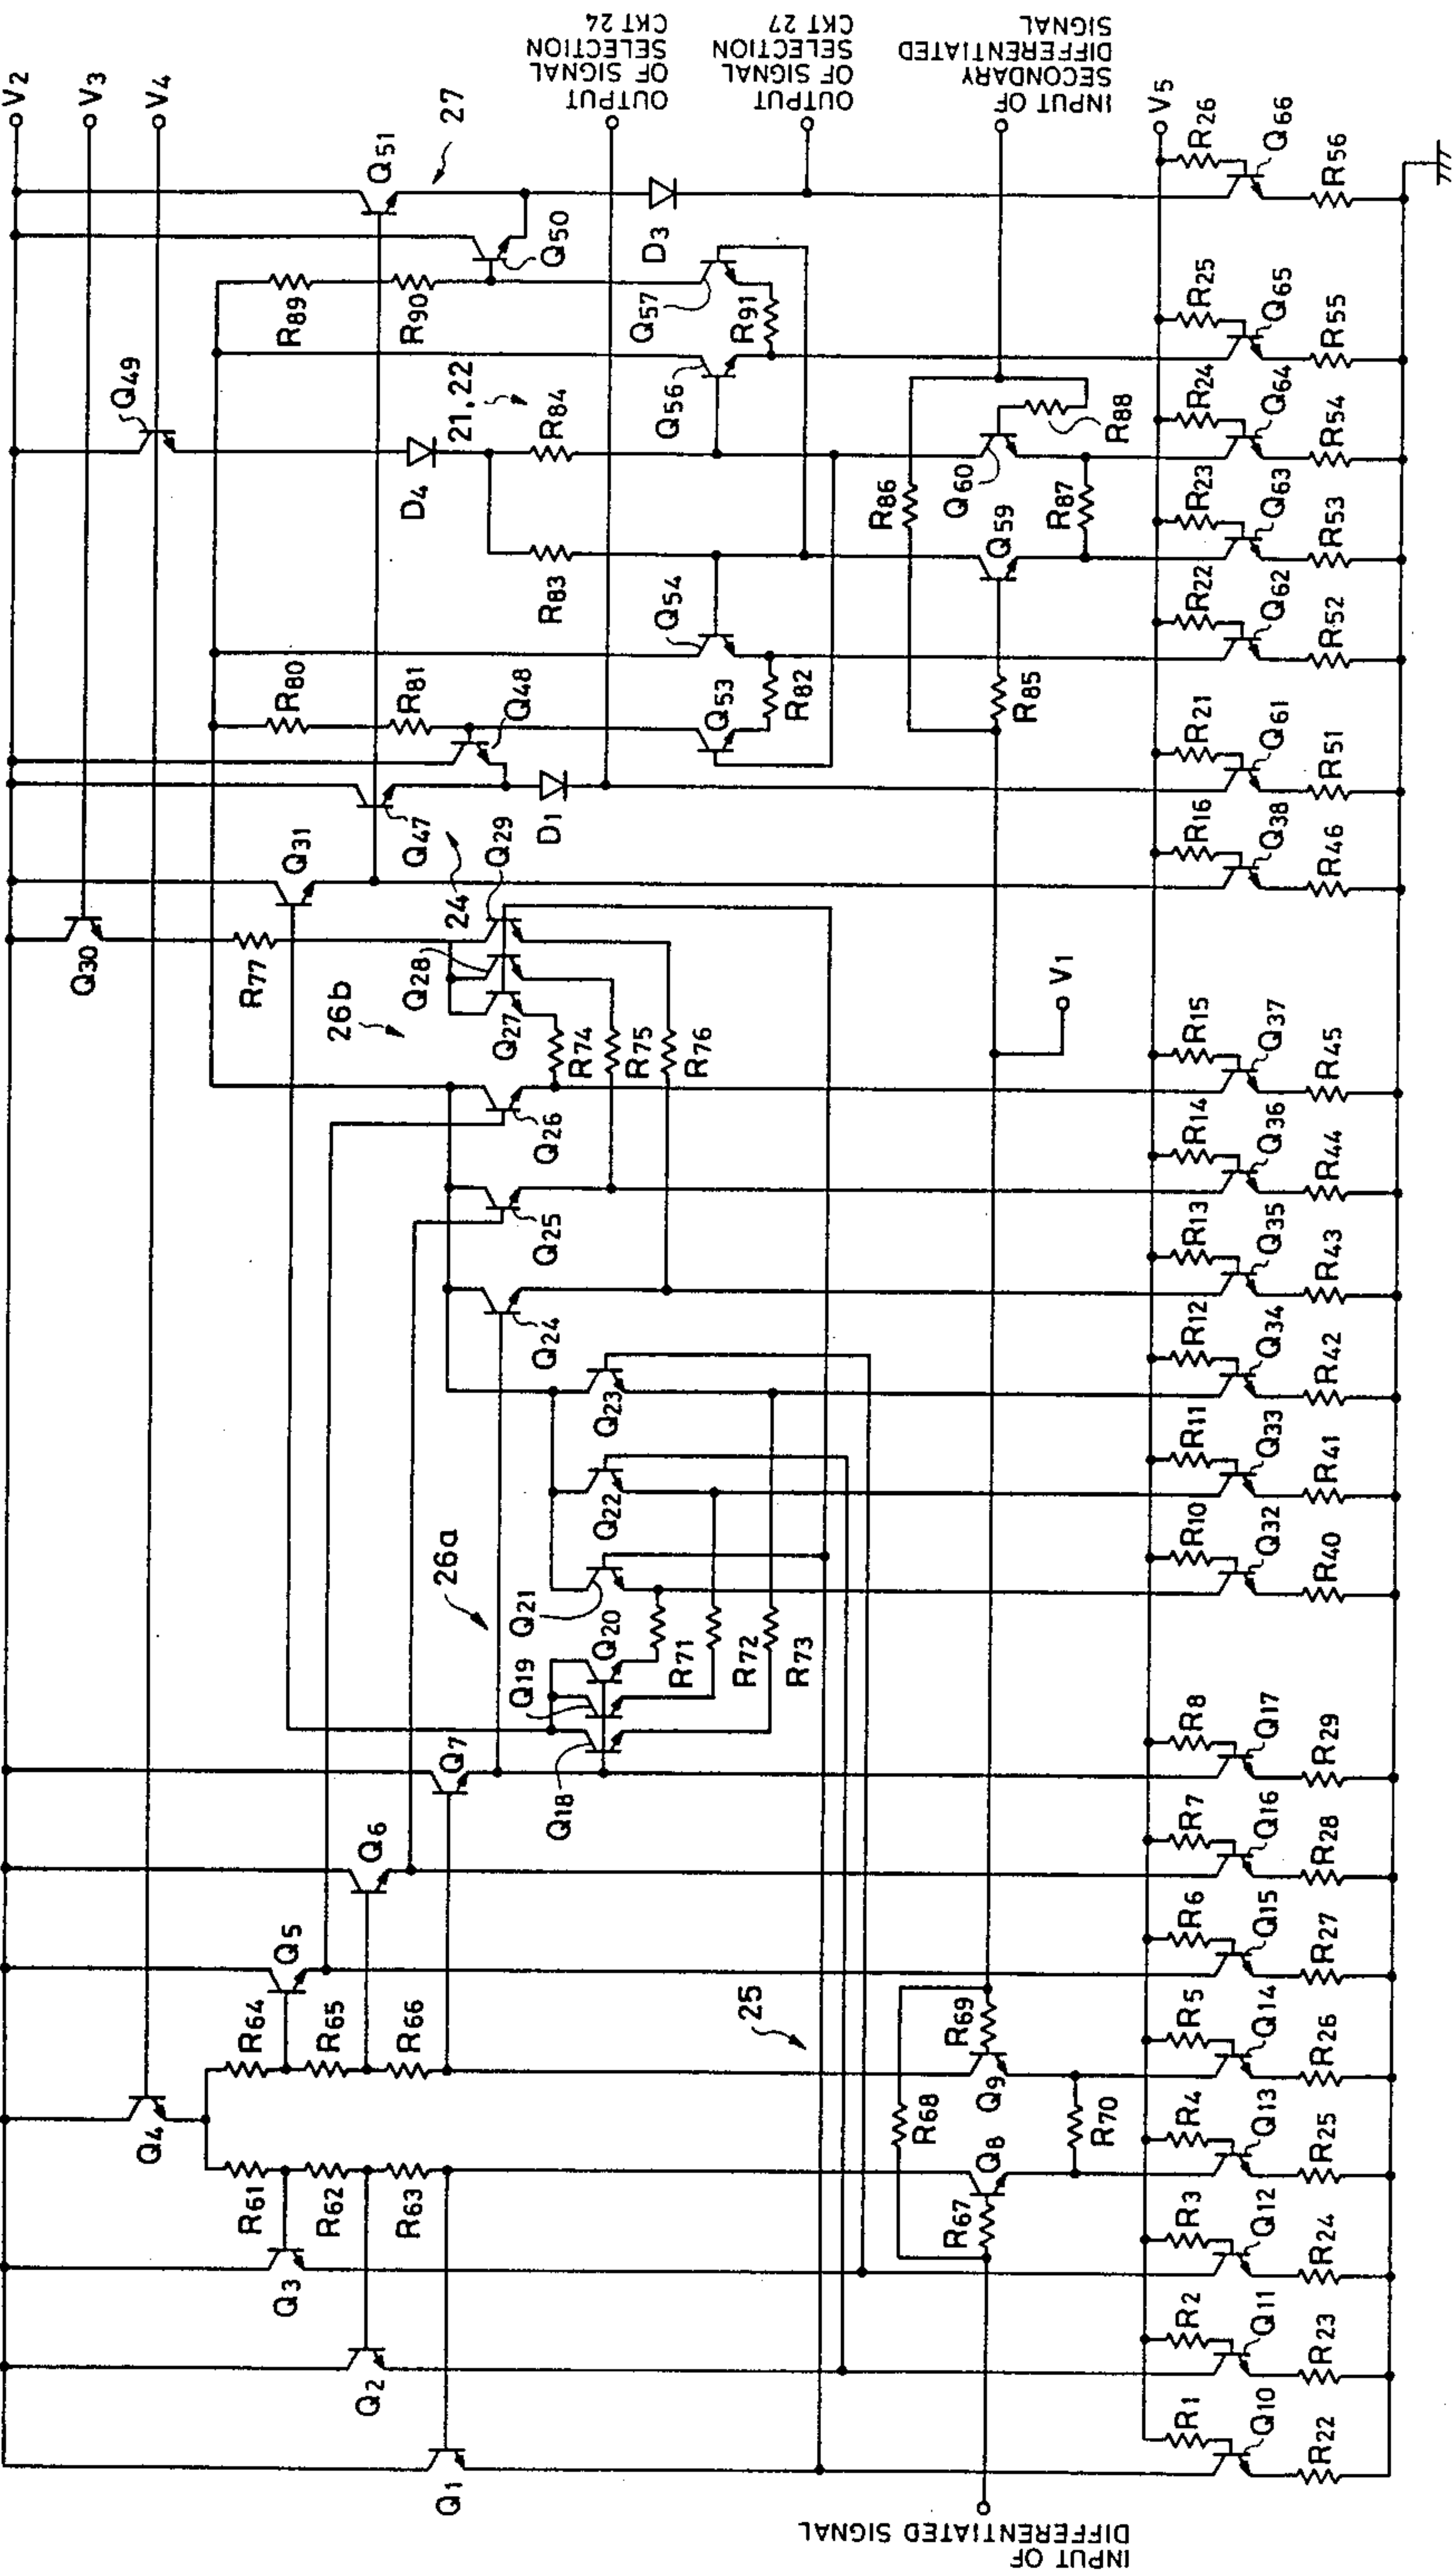 V2
V3
V4
Q51
27
Q50
D3
R89
R90
Q57
R91
Q49
21,22
R84
Q56
D4
R83
Q54
R86
Q60
R88
Q59
R87
R80
R81
Q48
Q53
R82
R85
Q47
D1
24
Q31
Q30
R77
Q29
Q28
Q27
26b
R74
R75
R76
Q26
Q25
Q24
V1
Q23
Q22
Q21
Q20
Q19
Q18
26a
R71
R72
R73
Q7
Q6
Q5
R64
R65
R66
Q4
R61
R62
R63
Q3
Q2
Q1
25
R69
Q9
R68
Q8
R67
R70
OUTPUT
OF SIGNAL
SELECTION
CKT 24
OUTPUT
OF SIGNAL
SELECTION
CKT 27
INPUT OF
SECONDARY
DIFFERENTIATED
SIGNAL
INPUT OF
DIFFERENTIATED SIGNAL
V5
R1
R2
R3
R4
R5
R6
R7
R8
R10
R11
R12
R13
R14
R15
R16
R21
R22
R23
R24
R25
R26
Q10
Q11
Q12
Q13
Q14
Q15
Q16
Q17
Q32
Q33
Q34
Q35
Q36
Q37
Q38
Q61
Q62
Q63
Q64
Q65
Q66
R22
R23
R24
R25
R26
R27
R28
R29
R40
R41
R42
R43
R44
R45
R46
R51
R52
R53
R54
R55
R56